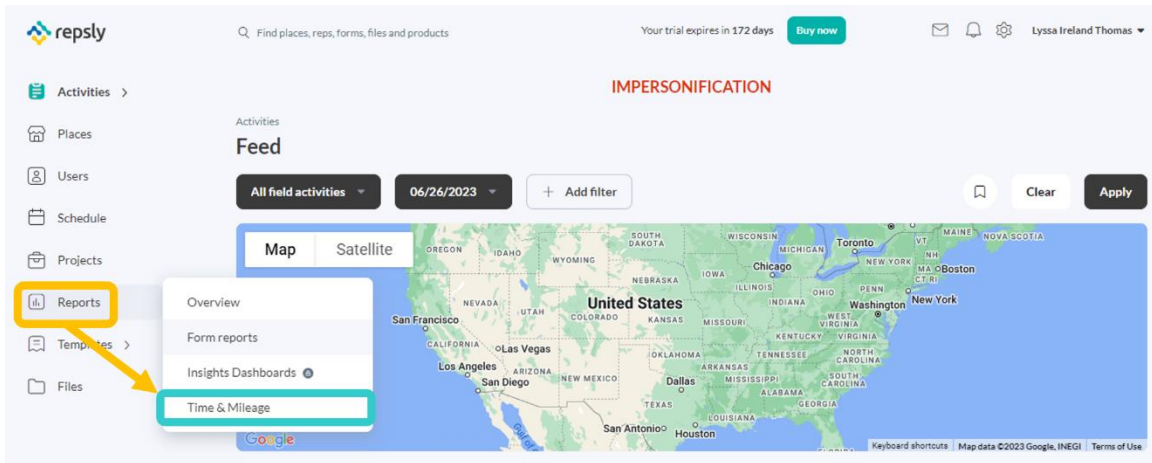 repsly
Find places, reps, forms, files and products
Your trial expires in 172 days
Buy now
Lyssa Ireland Thomas
Activities
IMPERSONIFICATION
Places
Activities
Feed
Users
All field activities
06/26/2023
+ Add filter
Clear
Apply
Schedule
Projects
Map
Satellite
Reports
Overview
Form reports
Insights Dashboards
Time & Mileage
Templates
Files
OREGON
IDAHO
WYOMING
SOUTH
DAKOTA
WISCONSIN
MICHIGAN
Toronto
VT
MAINE
NOVA SCOTIA
NH
NEW YORK
MA
Boston
CT RI
Chicago
IOWA
NEBRASKA
ILLINOIS
INDIANA
OHIO
PENN
New York
NEVADA
UTAH
United States
COLORADO
KANSAS
MISSOURI
Washington
WEST
VIRGINIA
KENTUCKY
VIRGINIA
San Francisco
CALIFORNIA
Las Vegas
OKLAHOMA
TENNESSEE
NORTH
CAROLINA
Los Angeles
ARIZONA
NEW MEXICO
ARKANSAS
San Diego
Dallas
MISSISSIPPI
SOUTH
CAROLINA
ALABAMA
TEXAS
GEORGIA
LOUISIANA
San Antonio
Houston
Google
Keyboard shortcuts
Map data ©2023 Google, INEGI
Terms of Use